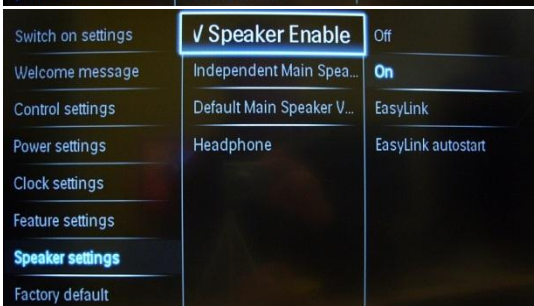 Switch on settings
Welcome message
Control settings
Power settings
Clock settings
Feature settings
Speaker settings
Factory default
√ Speaker Enable
Independent Main Spea...
Default Main Speaker V...
Headphone
Off
On
EasyLink
EasyLink autostart